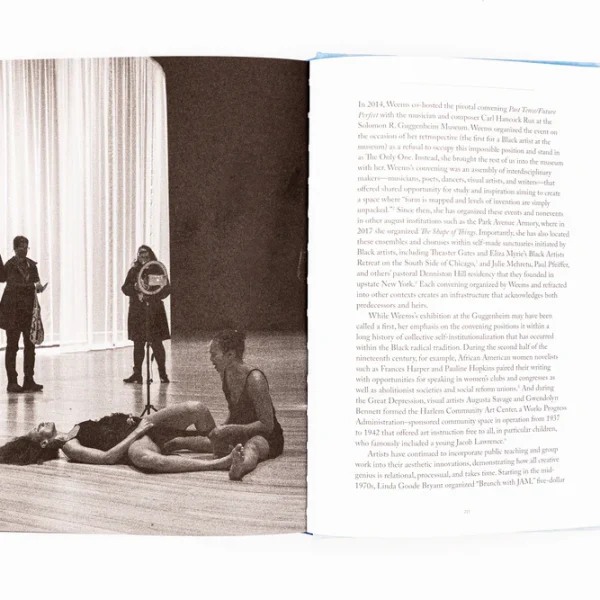 In 2014, Weems co-hosted the pivotal convening Past Tense/Future
Perfect with the musician and composer Carl Hancock Rux at the
Solomon R. Guggenheim Museum. Weems organized the event on
the occasion of her retrospective (the first for a Black artist at the
museum) as a refusal to occupy this impossible position and stand in
as The Only One. Instead, she brought the rest of us into the museum
with her. Weems's convening was an assembly of interdisciplinary
makers—musicians, poets, dancers, visual artists, and writers—that
offered shared opportunity for study and inspiration aiming to create
a space where "focus is mapped and levels of invention are simply
unpacked." Since then, she has organized these events and nonevents
in other august institutions such as the Park Avenue Armory, where in
2017 she organized The Shape of Things. Importantly, she has also located
these ensembles and choruses within self-made sanctuaries initiated by
Black artists, including Theaster Gates and Eliza Myrie's Black Artists
Retreat on the South Side of Chicago, and Julie Mehretu, Paul Pfeiffer,
and others' pastoral Denniston Hill residency that they founded in
upstate New York. Each convening organized by Weems and refracted
into other contexts creates an infrastructure that acknowledges both
predecessors and heirs.
While Weems's exhibition at the Guggenheim may have been
called a first, her emphasis on the convening positions it within a
long history of collective self-institutionalization that has occurred
within the Black radical tradition. During the second half of the
nineteenth century, for example, African American women novelists
such as Frances Harper and Pauline Hopkins paired their writing
with opportunities for speaking in women's clubs and congresses as
well as abolitionist societies and social reform unions. And during
the Great Depression, visual artists Augusta Savage and Gwendolyn
Bennett formed the Harlem Community Art Center, a Works Progress
Administration–sponsored community space in operation from 1937
to 1942 that offered art instruction free to all, in particular children,
who famously included a young Jacob Lawrence.
Artists have continued to incorporate public teaching and group
work into their aesthetic innovations, demonstrating how all creative
genius is relational, processual, and takes time. Starting in the mid-
1970s, Linda Goode Bryant organized "Brunch with JAM," five-dollar